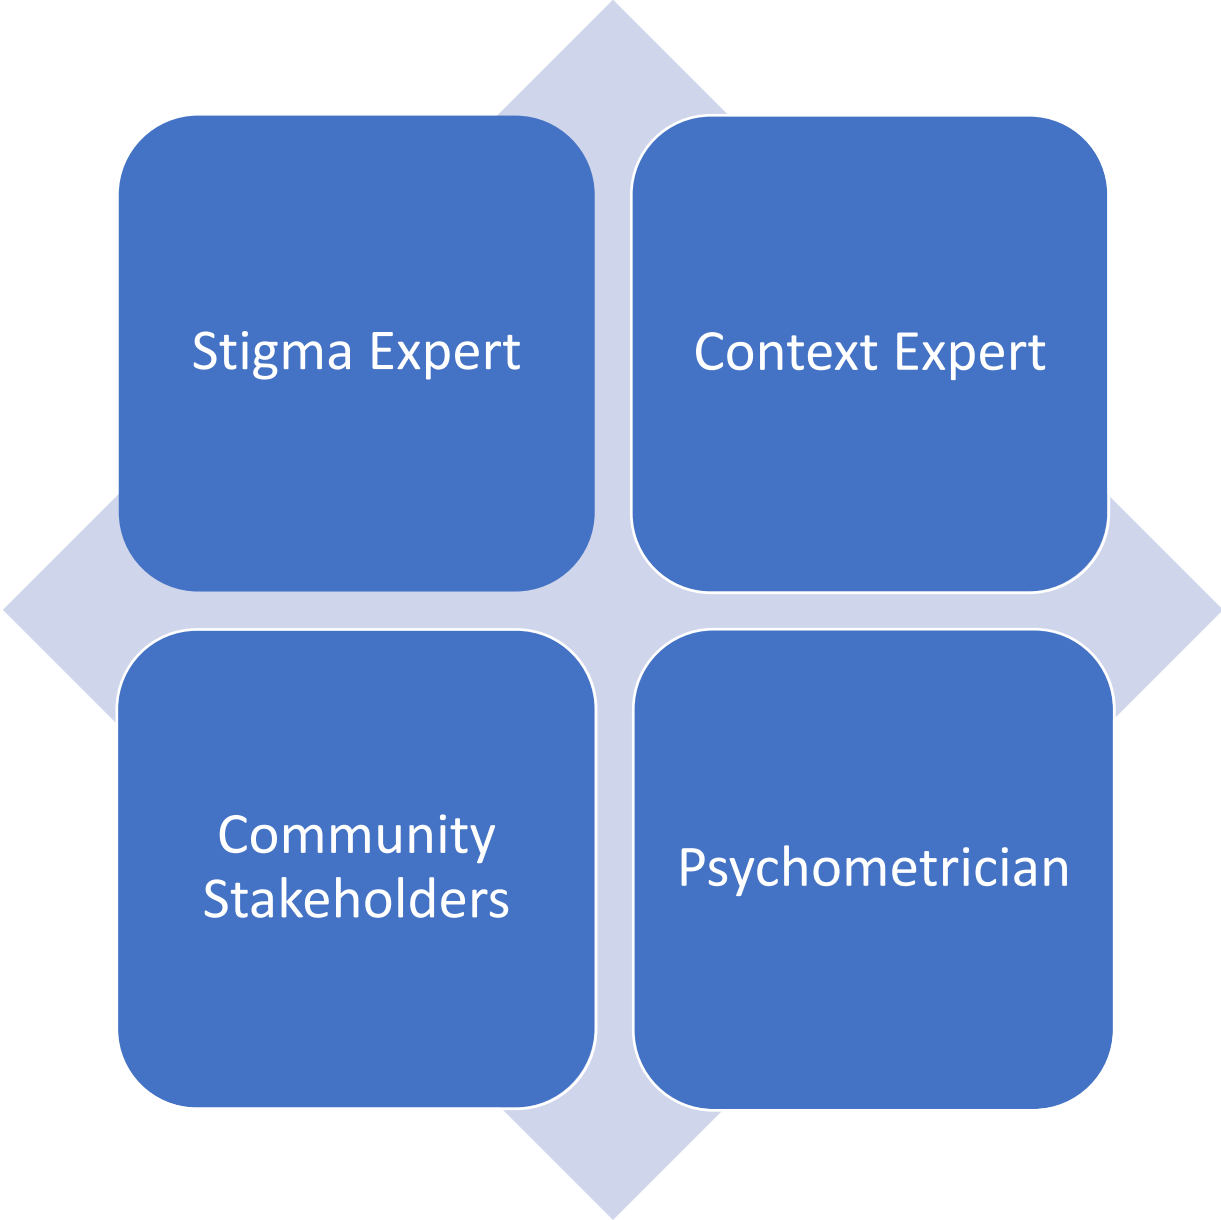 Stigma Expert
Context Expert
Community
Stakeholders
Psychometrician